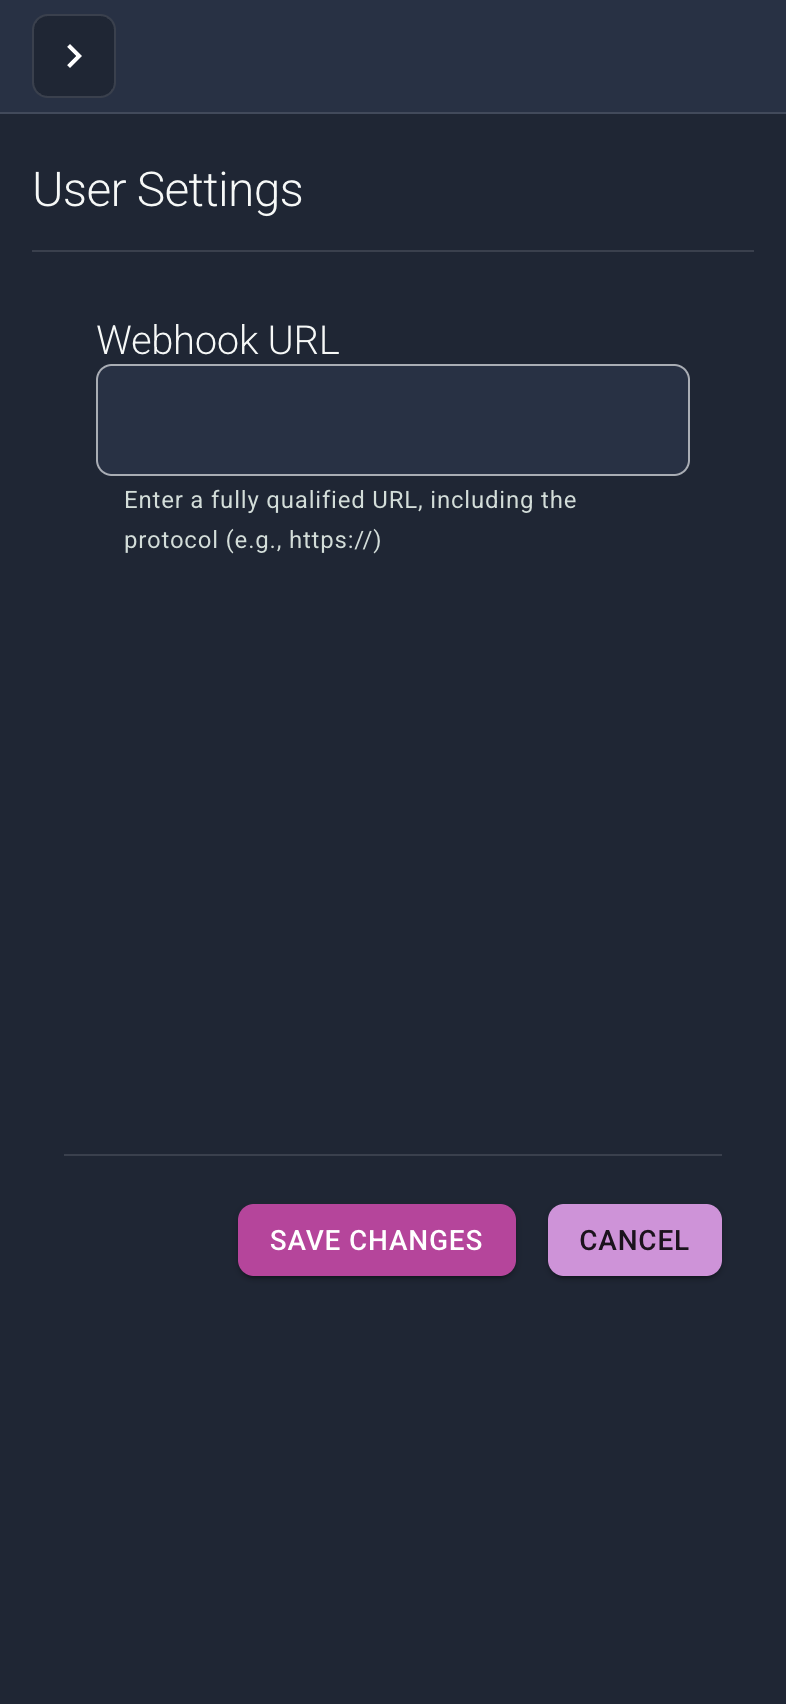 User Settings
Webhook URL
Enter a fully qualified URL, including the
protocol (e.g., https://)
SAVE CHANGES
CANCEL